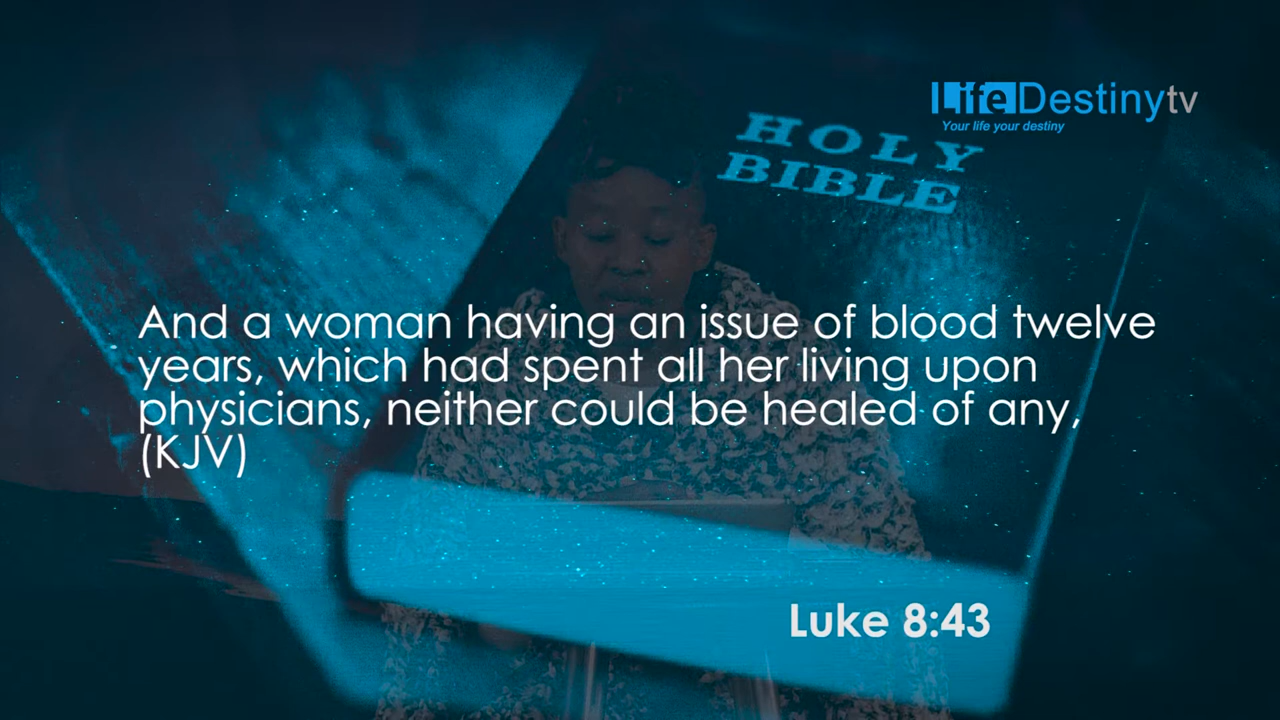 LifeDestinytv
Your life your destiny
HOLY
BIBLE
And a woman having an issue of blood twelve
years, which had spent all her living upon
physicians, neither could be healed of any,
(KJV)
Luke 8:43